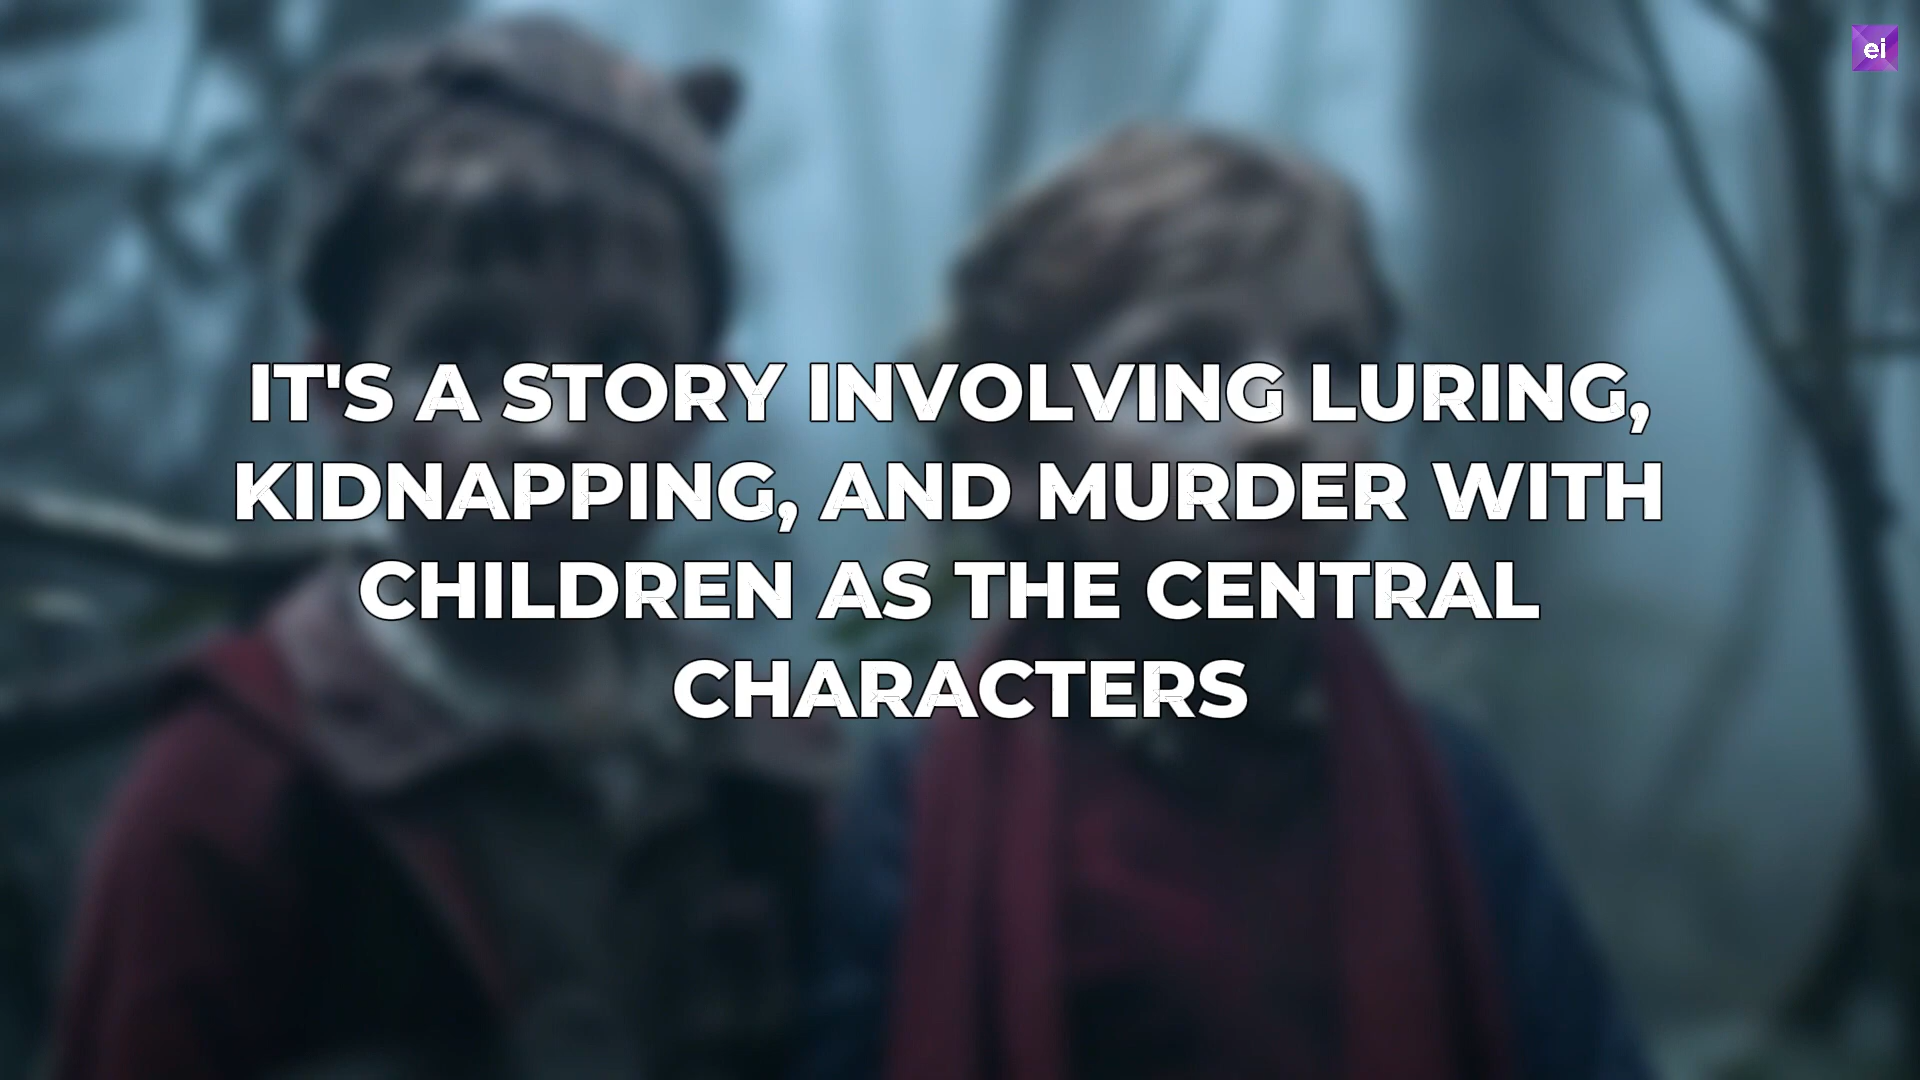 ei
IT'S A STORY INVOLVING LURING,
KIDNAPPING, AND MURDER WITH
CHILDREN AS THE CENTRAL
CHARACTERS